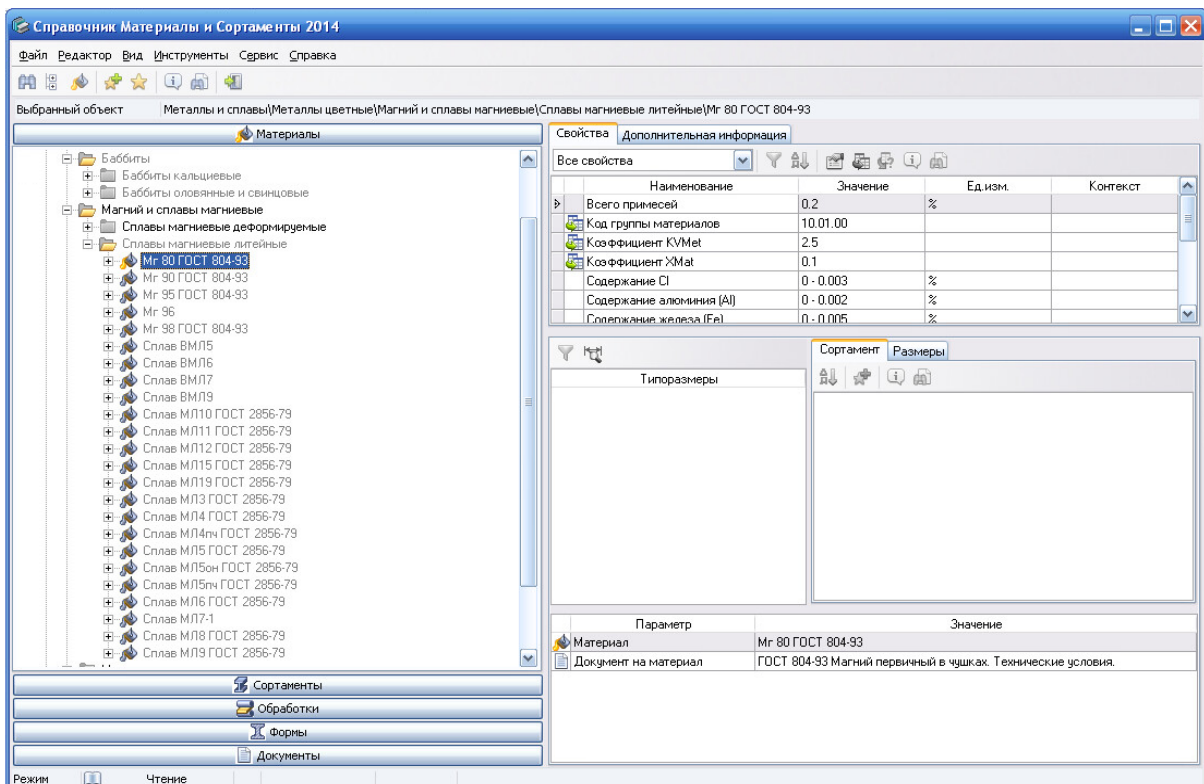 Справочник Материалы и Сортаменты 2014
Файл Редактор Вид Инструменты Сервис Справка
Выбранный объект Металлы и сплавы\Металлы цветные\Магний и сплавы магниевые\Сплавы магниевые литейные\Мг 80 ГОСТ 804-93
Материалы
Баббиты
Баббиты кальциевые
Баббиты оловянные и свинцовые
Магний и сплавы магниевые
Сплавы магниевые деформируемые
Сплавы магниевые литейные
Мг 80 ГОСТ 804-93
Мг 90 ГОСТ 804-93
Мг 95 ГОСТ 804-93
Мг 96
Мг 98 ГОСТ 804-93
Сплав ВМЛ5
Сплав ВМЛ6
Сплав ВМЛ7
Сплав ВМЛ9
Сплав МЛ10 ГОСТ 2856-79
Сплав МЛ11 ГОСТ 2856-79
Сплав МЛ12 ГОСТ 2856-79
Сплав МЛ15 ГОСТ 2856-79
Сплав МЛ19 ГОСТ 2856-79
Сплав МЛ3 ГОСТ 2856-79
Сплав МЛ4 ГОСТ 2856-79
Сплав МЛ4пч ГОСТ 2856-79
Сплав МЛ5 ГОСТ 2856-79
Сплав МЛ5он ГОСТ 2856-79
Сплав МЛ5пч ГОСТ 2856-79
Сплав МЛ6 ГОСТ 2856-79
Сплав МЛ7-1
Сплав МЛ8 ГОСТ 2856-79
Сплав МЛ9 ГОСТ 2856-79
Сортаменты
Обработки
Формы
Документы
Свойства Дополнительная информация
Все свойства
Наименование Значение Ед.изм. Контекст
Всего примесей 0.2 %
Код группы материалов 10.01.00
Коэффициент KVMet 2.5
Коэффициент XMat 0.1
Содержание Cl 0 - 0.003 %
Содержание алюминия (Al) 0 - 0.002 %
Содержание железа (Fe) 0 - 0.005 %
Типоразмеры
Сортамент Размеры
Параметр Значение
Материал Мг 80 ГОСТ 804-93
Документ на материал ГОСТ 804-93 Магний первичный в чушках. Технические условия.
Режим Чтение